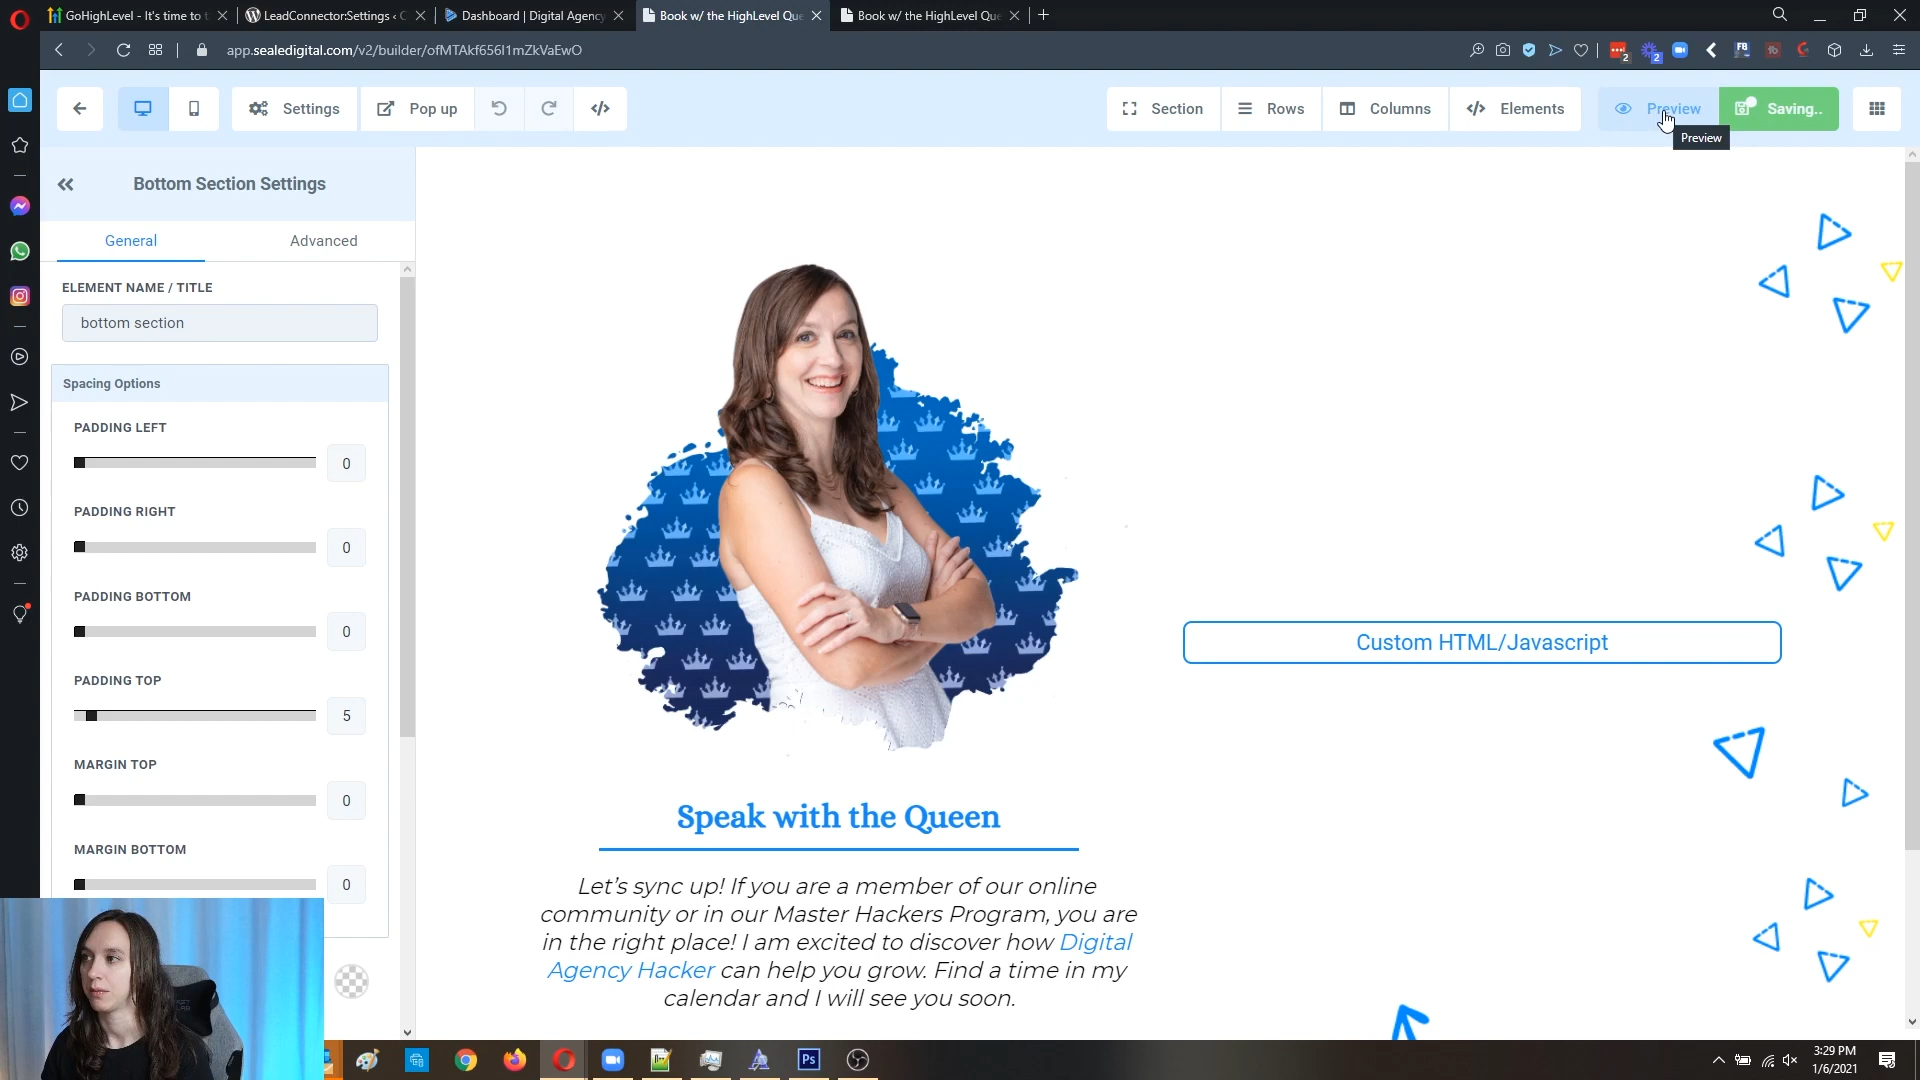 GoHighLevel - It's time to t
LeadConnector:Settings ‹ C
Dashboard | Digital Agency
Book w/ the HighLevel Que
Book w/ the HighLevel Que
app.sealedigital.com/v2/builder/ofMTAkf656I1mZkVaEwO
2
2
FB
Settings
Pop up
Section
Rows
Columns
Elements
Preview
Saving..
Preview
Bottom Section Settings
General
Advanced
ELEMENT NAME / TITLE
bottom section
Spacing Options
PADDING LEFT
0
PADDING RIGHT
0
PADDING BOTTOM
0
PADDING TOP
5
MARGIN TOP
0
MARGIN BOTTOM
0
Custom HTML/Javascript
Speak with the Queen
Let's sync up! If you are a member of our online
community or in our Master Hackers Program, you are
in the right place! I am excited to discover how Digital
Agency Hacker can help you grow. Find a time in my
calendar and I will see you soon.
Ps
3:29 PM
1/6/2021